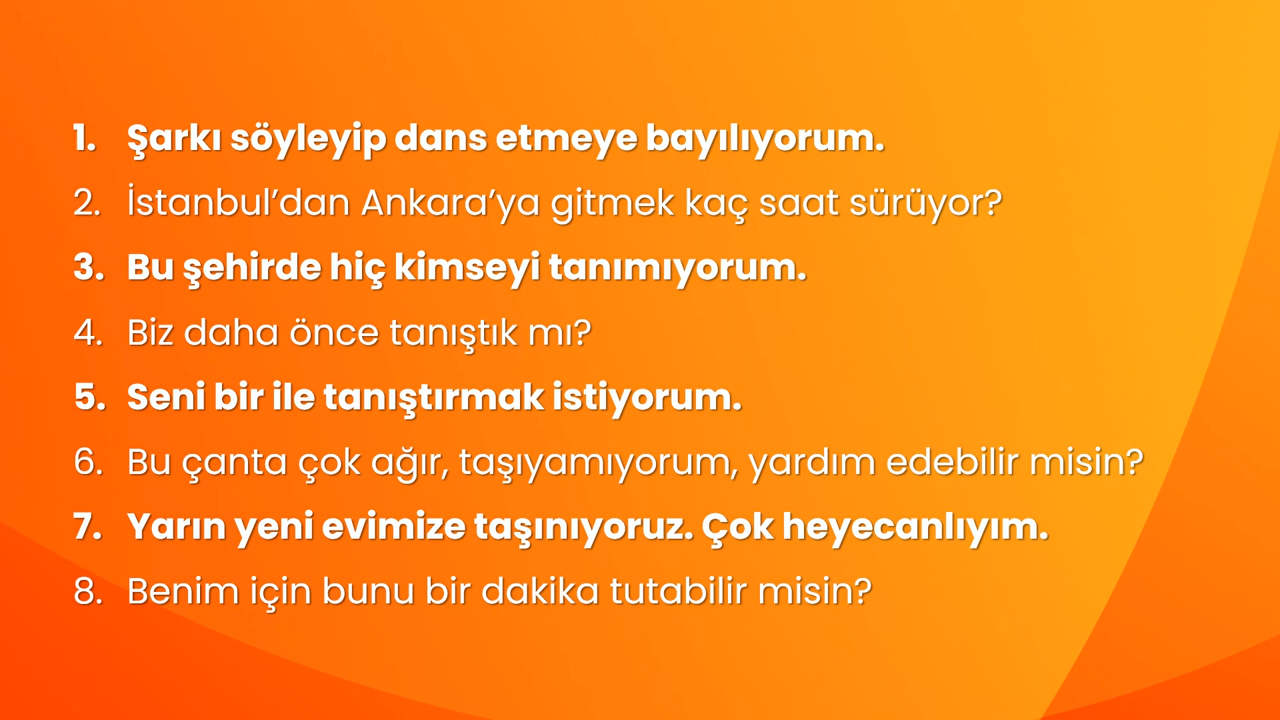 1. Şarkı söyleyip dans etmeye bayılıyorum.
2. İstanbul’dan Ankara’ya gitmek kaç saat sürüyor?
3. Bu şehirde hiç kimseyi tanımıyorum.
4. Biz daha önce tanıştık mı?
5. Seni bir ile tanıştırmak istiyorum.
6. Bu çanta çok ağır, taşıyamıyorum, yardım edebilir misin?
7. Yarın yeni evimize taşınıyoruz. Çok heyecanlıyım.
8. Benim için bunu bir dakika tutabilir misin?